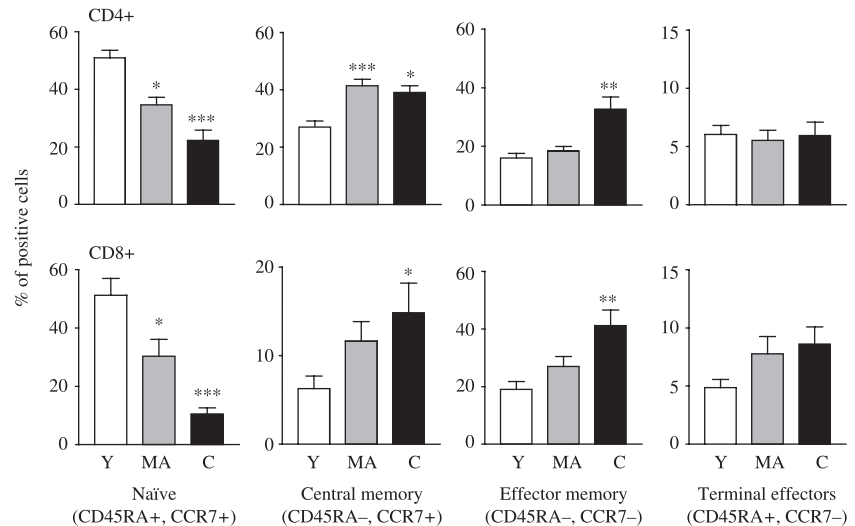 CD4+
60
40
20
0
*
***
60
40
20
0
***
*
60
40
20
0
**
15
10
5
0
% of positive cells
CD8+
60
40
20
0
*
***
20
10
0
*
60
40
20
0
**
15
10
5
0
Y MA C
Y MA C
Y MA C
Y MA C
Naïve
(CD45RA+, CCR7+)
Central memory
(CD45RA–, CCR7+)
Effector memory
(CD45RA–, CCR7–)
Terminal effectors
(CD45RA+, CCR7–)